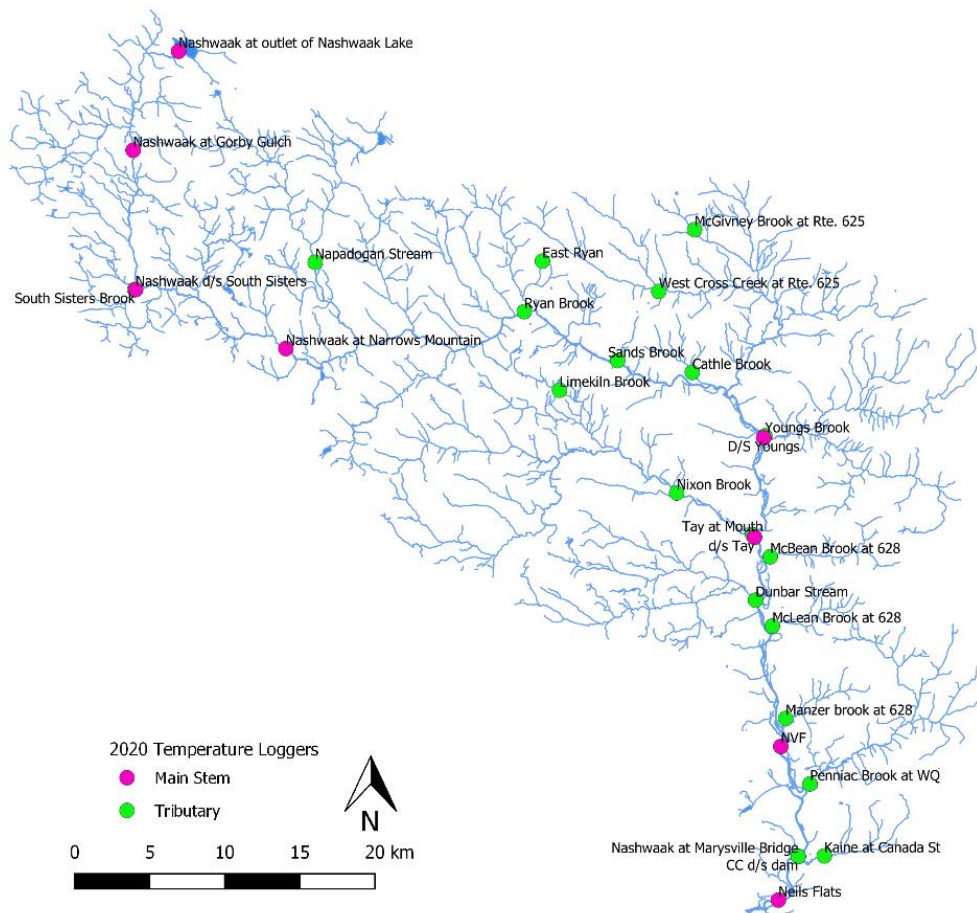 Nashwaak at outlet of Nashwaak Lake
Nashwaak at Gorby Gulch
McGivney Brook at Rte. 625
Napadogan Stream
East Ryan
Nashwaak d/s South Sisters
West Cross Creek at Rte. 625
South Sisters Brook
Ryan Brook
Nashwaak at Narrows Mountain
Sands Brook
Cathle Brook
Limekiln Brook
Youngs Brook
D/S Youngs
Nixon Brook
Tay at Mouth
d/s Tay
McBean Brook at 628
Dunbar Stream
McLean Brook at 628
Manzer brook at 628
NVF
Penniac Brook at WQ
Nashwaak at Marysville Bridge
Kaine at Canada St
CC d/s dam
Neils Flats
2020 Temperature Loggers
Main Stem
Tributary
N
0 5 10 15 20 km